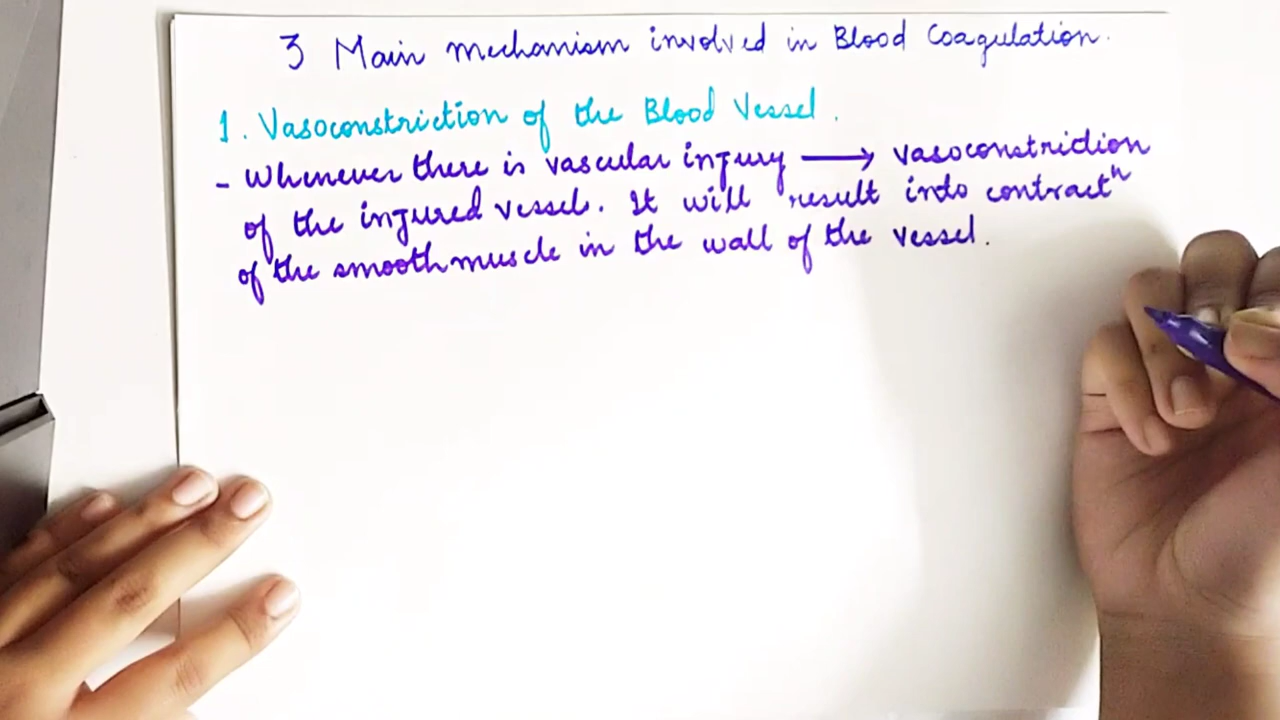 3 Main mechanism involved in Blood Coagulation.
1. Vasoconstriction of the Blood Vessel.
- Whenever there is vascular injury → vasoconstriction
of the injured vessel. It will result into contractⁿ
of the smooth muscle in the wall of the vessel.